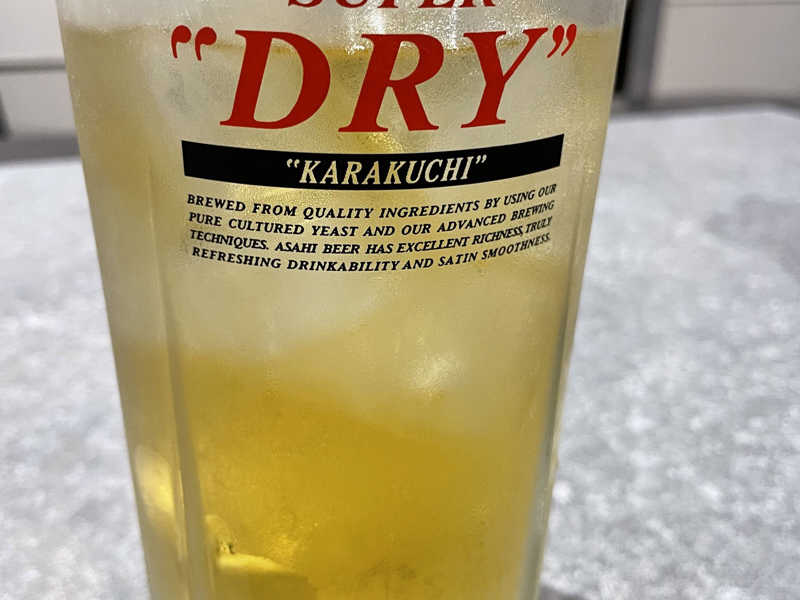 SUPER
"DRY"
"KARAKUCHI"
BREWED FROM QUALITY INGREDIENTS BY USING OUR
PURE CULTURED YEAST AND OUR ADVANCED BREWING
TECHNIQUES. ASAHI BEER HAS EXCELLENT RICHNESS, TRULY
REFRESHING DRINKABILITY AND SATIN SMOOTHNESS.